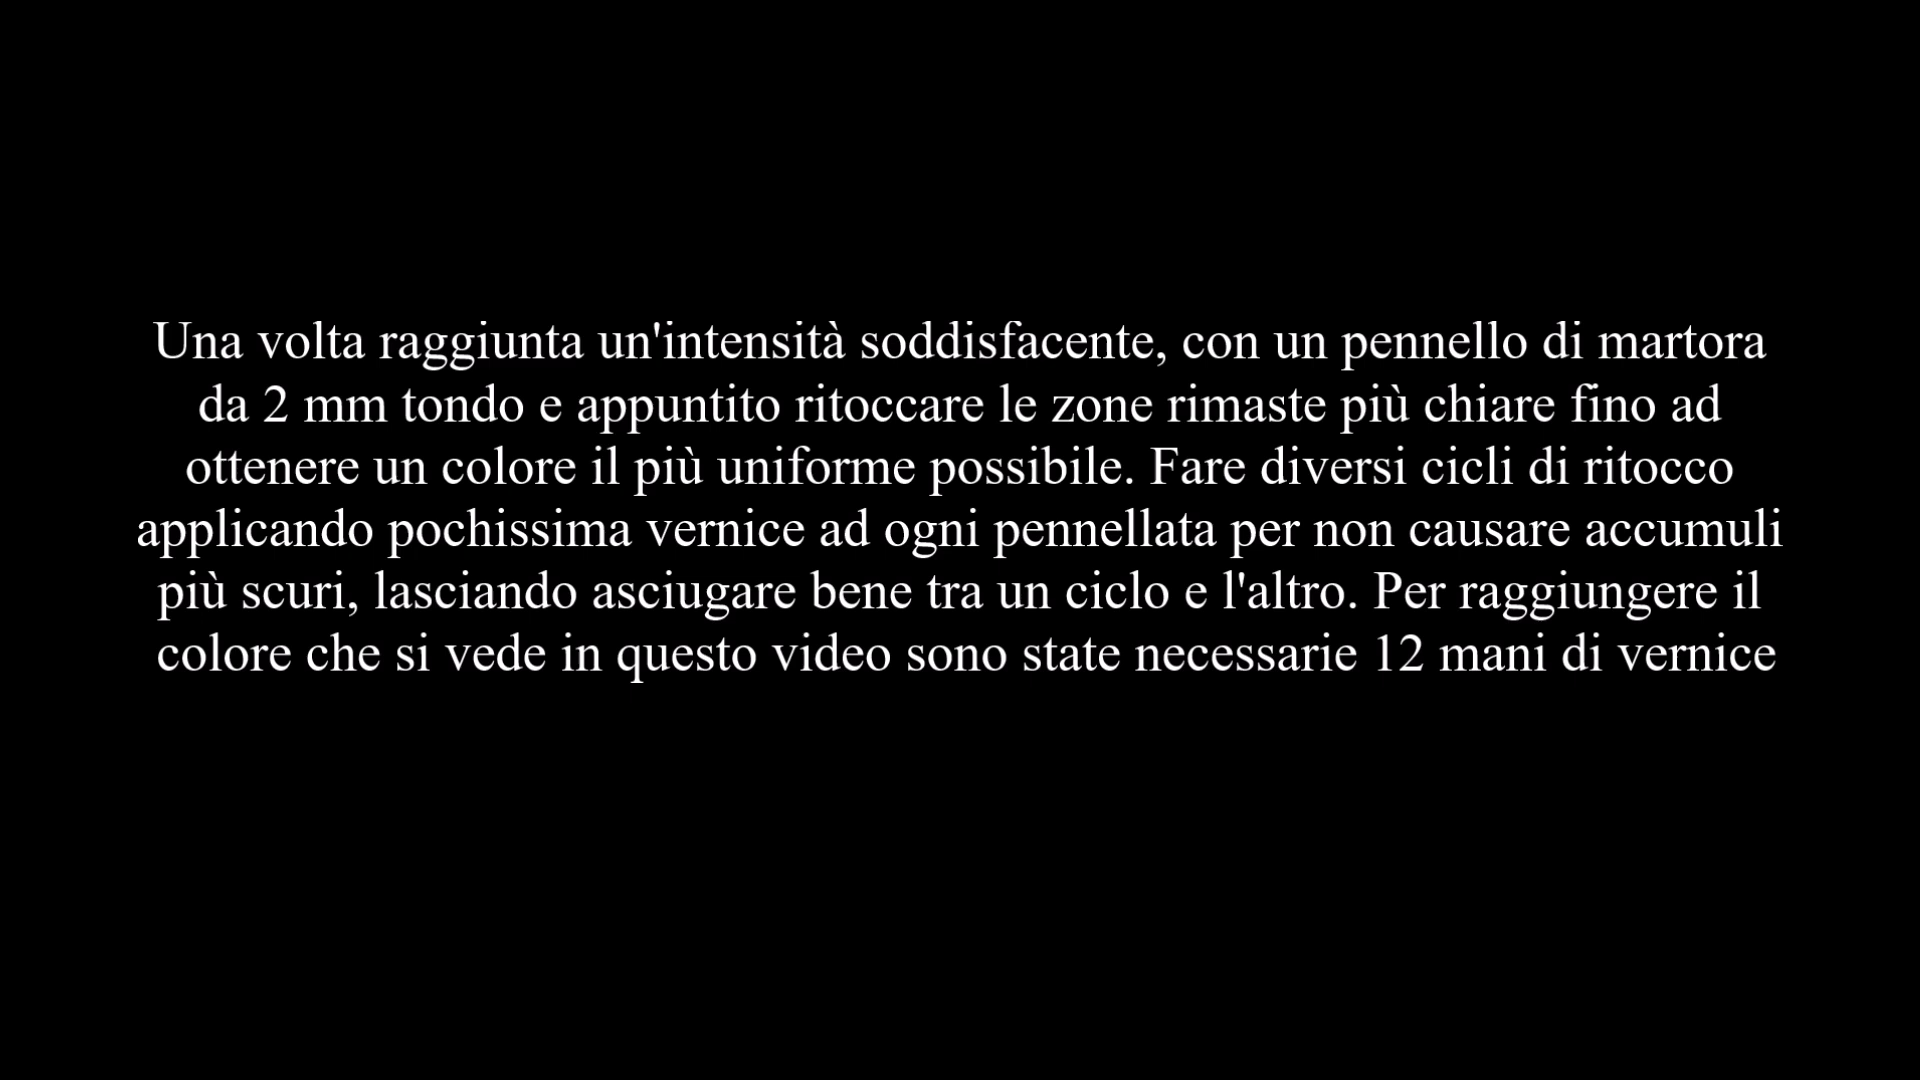 Una volta raggiunta un'intensità soddisfacente, con un pennello di martora
da 2 mm tondo e appuntito ritoccare le zone rimaste più chiare fino ad
ottenere un colore il più uniforme possibile. Fare diversi cicli di ritocco
applicando pochissima vernice ad ogni pennellata per non causare accumuli
più scuri, lasciando asciugare bene tra un ciclo e l'altro. Per raggiungere il
colore che si vede in questo video sono state necessarie 12 mani di vernice